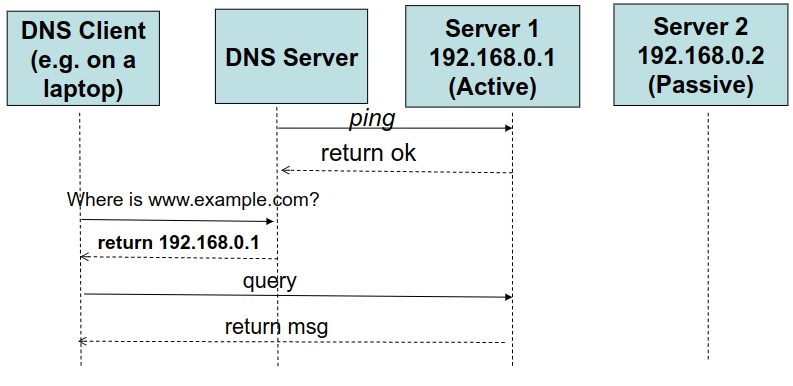 DNS Client
(e.g. on a
laptop)
DNS Server
Server 1
192.168.0.1
(Active)
Server 2
192.168.0.2
(Passive)
ping
return ok
Where is www.example.com?
return 192.168.0.1
query
return msg